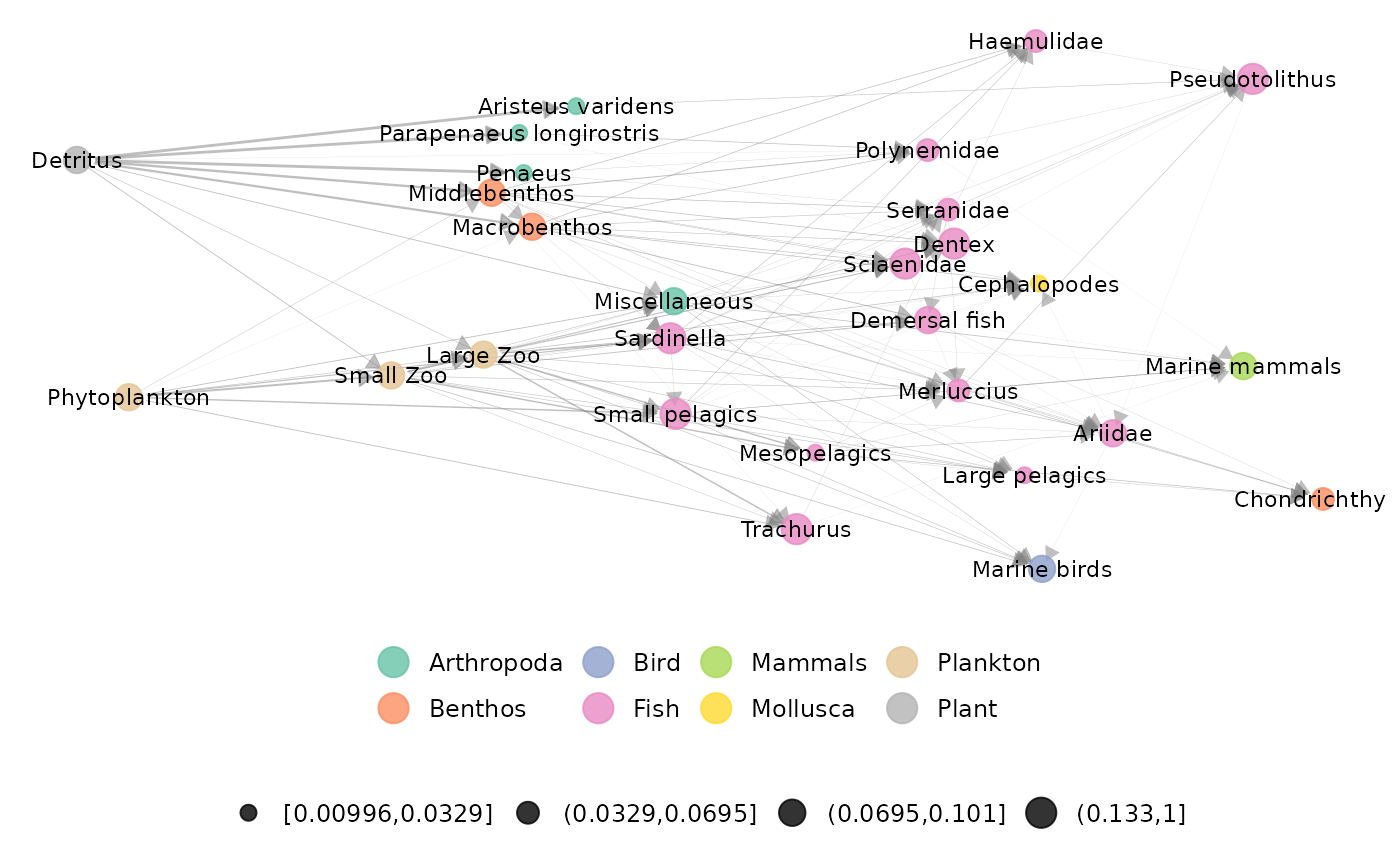 Haemulidae
Pseudotolithus
Aristeus varidens
Parapenaeus longirostris
Polynemidae
Detritus
Penaeus
Middlebenthos
Serranidae
Macrobenthos
Dentex
Sciaenidae
Cephalopodes
Miscellaneous
Demersal fish
Sardinella
Large Zoo
Marine mammals
Small Zoo
Merluccius
Phytoplankton
Small pelagics
Ariidae
Mesopelagics
Large pelagics
Chondrichthy
Trachurus
Marine birds
Arthropoda Bird Mammals Plankton
Benthos Fish Mollusca Plant
[0.00996,0.0329] (0.0329,0.0695] (0.0695,0.101] (0.133,1]